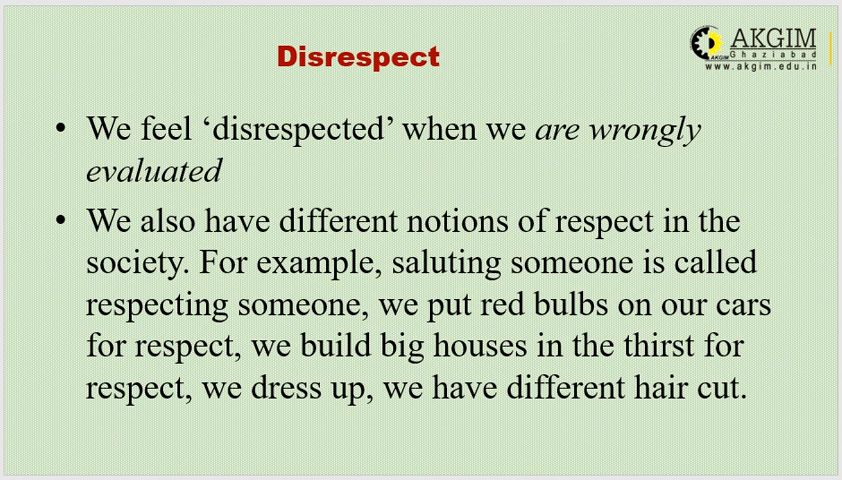 Disrespect
AKGIM
Ghaziabad
AKGIM
www.akgim.edu.in
• We feel ‘disrespected’ when we are wrongly
evaluated
• We also have different notions of respect in the
society. For example, saluting someone is called
respecting someone, we put red bulbs on our cars
for respect, we build big houses in the thirst for
respect, we dress up, we have different hair cut.